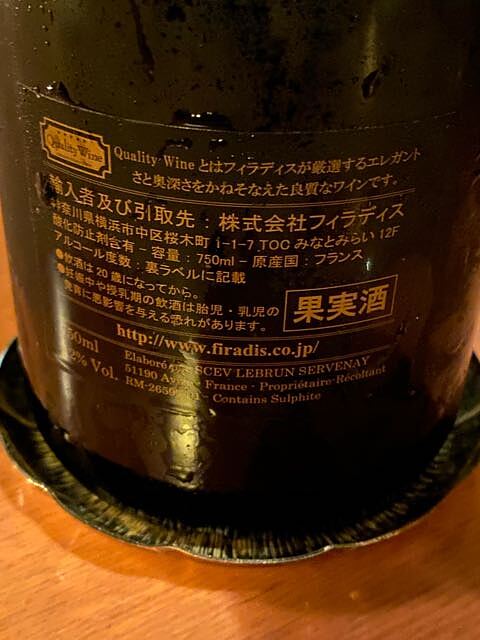 Quality Wine
Quality Wine とはフィラディスが厳選するエレガント
さと奥深さをかねそなえた良質なワインです。
輸入者及び引取先：株式会社フィラディス
神奈川県横浜市中区桜木町 1-1-7 TOC みなとみらい 12F
酸化防止剤含有 - 容量：750ml - 原産国：フランス
アルコール度数：裏ラベルに記載
●飲酒は 20 歳になってから。
●妊娠中や授乳期の飲酒は胎児・乳児の
発育に悪影響を与える恐れがあります。
果実酒
http://www.firadis.co.jp/
50ml
Elaboré SCEV LEBRUN SERVENAY
2% Vol.
51190 France - Propriétaire-Récoltant
Contains Sulphite